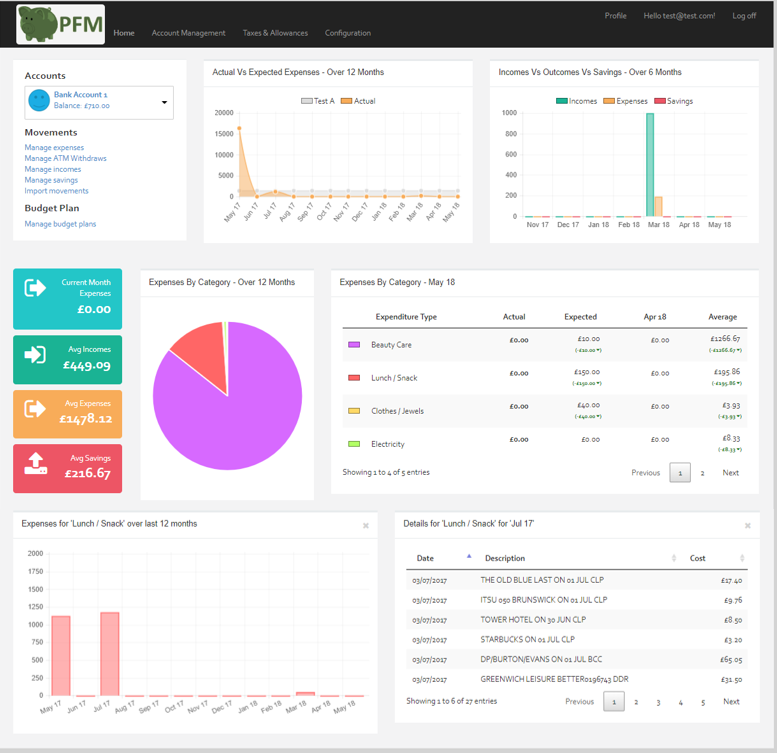 PFM
Home
Account Management
Taxes & Allowances
Configuration
Profile
Hello test@test.com!
Log off
Accounts
Bank Account 1
Balance: £710.00
Movements
Manage expenses
Manage ATM Withdraws
Manage incomes
Manage savings
Import movements
Budget Plan
Manage budget plans
Actual Vs Expected Expenses - Over 12 Months
Test A Actual
20000
15000
10000
5000
0
May 17 Jun 17 Jul 17 Aug 17 Sep 17 Oct 17 Nov 17 Dec 17 Jan 18 Feb 18 Mar 18 Apr 18 May 18
Incomes Vs Outcomes Vs Savings - Over 6 Months
Incomes Expenses Savings
1000
800
600
400
200
0
Nov 17 Dec 17 Jan 18 Feb 18 Mar 18 Apr 18 May 18
Current Month
Expenses
£0.00
Avg Incomes
£449.09
Avg Expenses
£1478.12
Avg Savings
£216.67
Expenses By Category - Over 12 Months
Expenses By Category - May 18
Expenditure Type Actual Expected Apr 18 Average
Beauty Care £0.00 £10.00 £0.00 £1266.67
(-£10.00▼) (-£1266.67▼)
Lunch / Snack £0.00 £150.00 £0.00 £195.86
(-£150.00▼) (-£195.86▼)
Clothes / Jewels £0.00 £40.00 £0.00 £3.93
(-£40.00▼) (-£3.93▼)
Electricity £0.00 £0.00 £0.00 £8.33
(-£8.33▼)
Showing 1 to 4 of 5 entries
Previous 1 2 Next
Expenses for 'Lunch / Snack' over last 12 months
2000
1750
1500
1250
1000
750
500
250
0
May 17 Jun 17 Jul 17 Aug 17 Sep 17 Oct 17 Nov 17 Dec 17 Jan 18 Feb 18 Mar 18 Apr 18 May 18
Details for 'Lunch / Snack' for 'Jul 17'
Date Description Cost
03/07/2017 THE OLD BLUE LAST ON 01 JUL CLP £17.40
03/07/2017 ITSU 050 BRUNSWICK ON 01 JUL CLP £9.76
03/07/2017 TOWER HOTEL ON 30 JUN CLP £8.50
03/07/2017 STARBUCKS ON 01 JUL CLP £3.20
03/07/2017 DP/BURTON/EVANS ON 01 JUL BCC £65.05
03/07/2017 GREENWICH LEISURE BETTER0196743 DDR £31.50
Showing 1 to 6 of 27 entries
Previous 1 2 3 4 5 Next